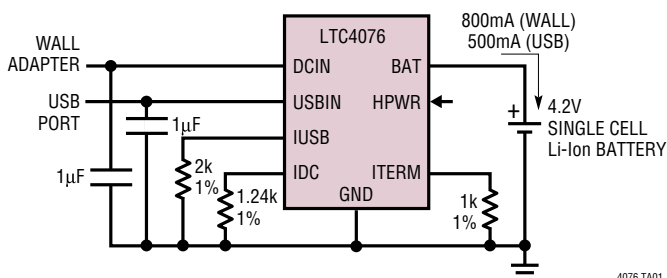 800mA (WALL)
500mA (USB)
WALL
ADAPTER
USB
PORT
LTC4076
DCIN
BAT
USBIN
HPWR
IUSB
IDC
ITERM
GND
1μF
1μF
2k
1%
1.24k
1%
1k
1%
+
4.2V
SINGLE CELL
Li-Ion BATTERY
4076 TA01